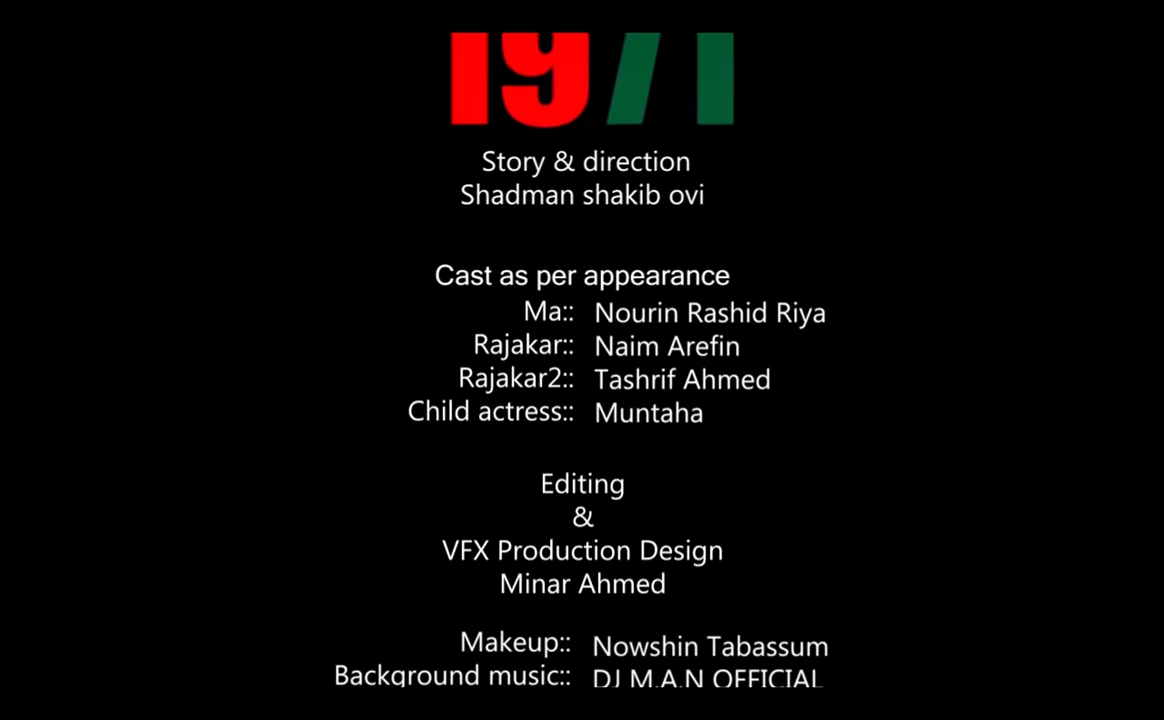 1971
Story & direction
Shadman shakib ovi
Cast as per appearance
Ma:: Nourin Rashid Riya
Rajakar:: Naim Arefin
Rajakar2:: Tashrif Ahmed
Child actress:: Muntaha
Editing
&
VFX Production Design
Minar Ahmed
Makeup:: Nowshin Tabassum
Background music:: DJ M.A.N OFFICIAL